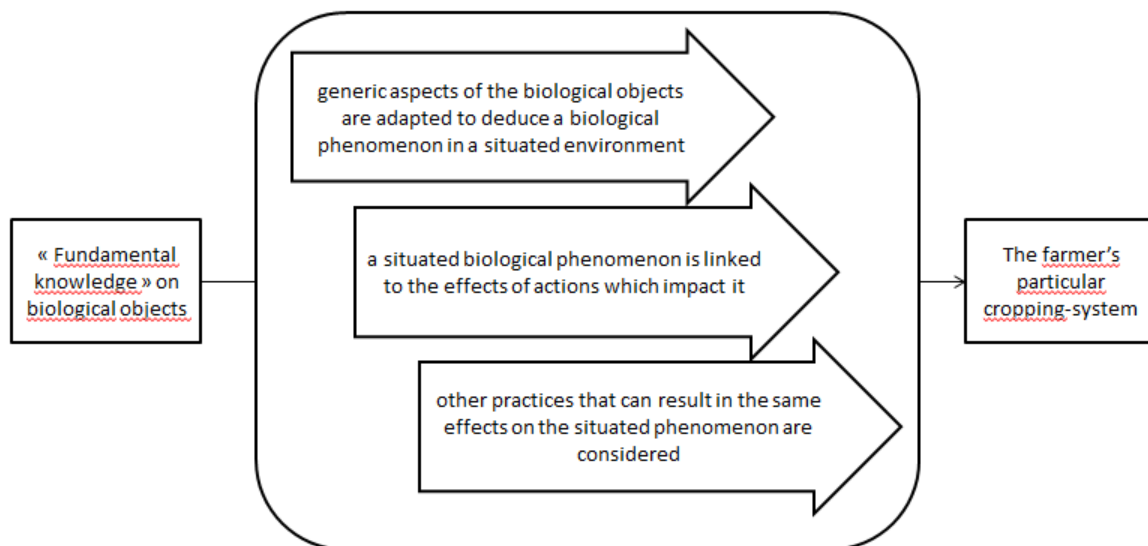 generic aspects of the biological objects
are adapted to deduce a biological
phenomenon in a situated environment
« Fundamental
knowledge » on
biological objects
a situated biological phenomenon is linked
to the effects of actions which impact it
The farmer's
particular
cropping-system
other practices that can result in the same
effects on the situated phenomenon are
considered